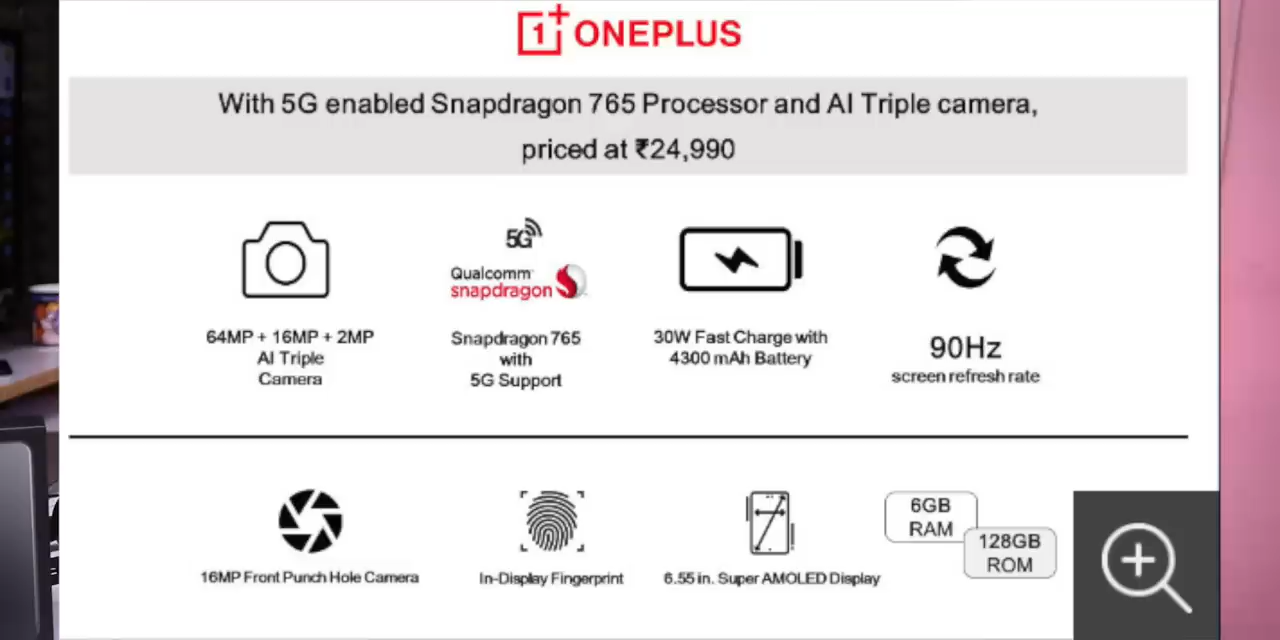 1+ ONEPLUS
With 5G enabled Snapdragon 765 Processor and AI Triple camera,
priced at ₹24,990
64MP + 16MP + 2MP
AI Triple
Camera
5G
Qualcomm
snapdragon
Snapdragon 765
with
5G Support
30W Fast Charge with
4300 mAh Battery
90Hz
screen refresh rate
16MP Front Punch Hole Camera
In-Display Fingerprint
6.55 in. Super AMOLED Display
6GB
RAM
128GB
ROM